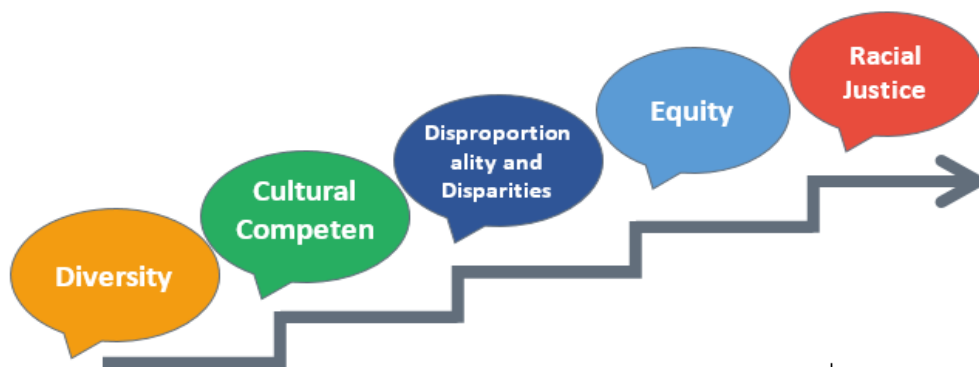 Diversity
Cultural
Competen
Disproportion
ality and
Disparities
Equity
Racial
Justice